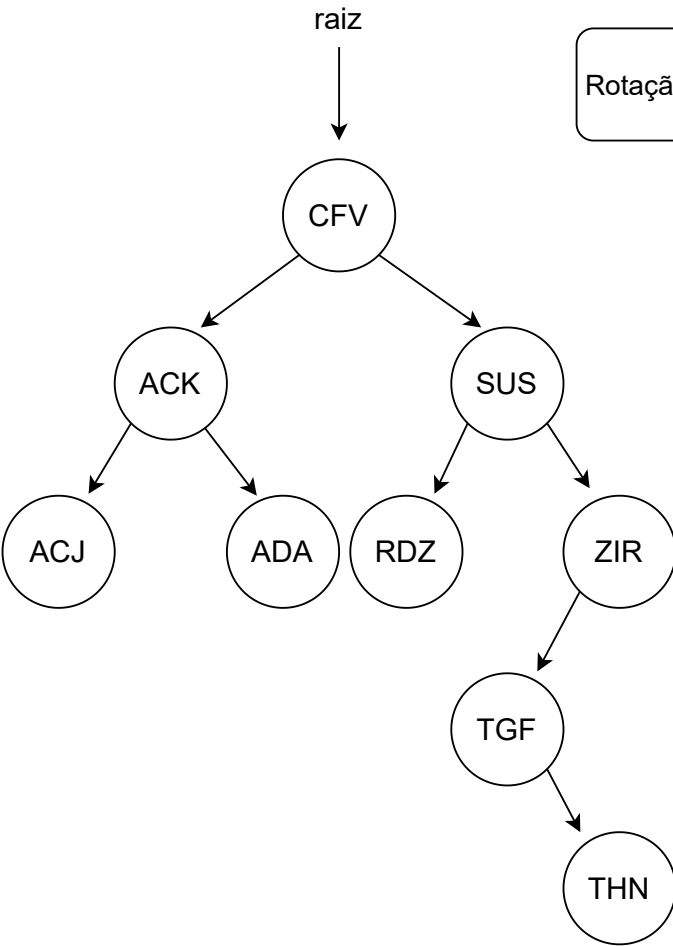 raiz
Rotaçã
CFV
ACK
SUS
ACJ
ADA
RDZ
ZIR
TGF
THN